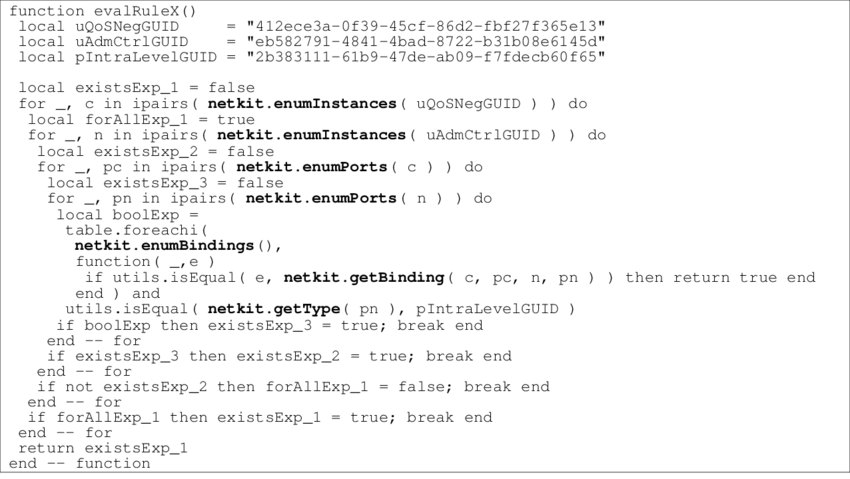 function evalRuleX()
 local uQoSNegGUID     = "412ece3a-0f39-45cf-86d2-fbf27f365e13"
 local uAdmCtrlGUID    = "eb582791-4841-4bad-8722-b31b08e6145d"
 local pIntraLevelGUID = "2b383111-61b9-47de-ab09-f7fdecb60f65"

 local existsExp_1 = false
 for _, c in ipairs( netkit.enumInstances( uQoSNegGUID ) ) do
  local forAllExp_1 = true
  for _, n in ipairs( netkit.enumInstances( uAdmCtrlGUID ) ) do
   local existsExp_2 = false
   for _, pc in ipairs( netkit.enumPorts( c ) ) do
    local existsExp_3 = false
    for _, pn in ipairs( netkit.enumPorts( n ) ) do
     local boolExp =
      table.foreachi(
       netkit.enumBindings(),
       function( _,e )
        if utils.isEqual( e, netkit.getBinding( c, pc, n, pn ) ) then return true end
       end ) and
      utils.isEqual( netkit.getType( pn ), pIntraLevelGUID )
     if boolExp then existsExp_3 = true; break end
    end -- for
    if existsExp_3 then existsExp_2 = true; break end
   end -- for
   if not existsExp_2 then forAllExp_1 = false; break end
  end -- for
  if forAllExp_1 then existsExp_1 = true; break end
 end -- for
 return existsExp_1
end -- function